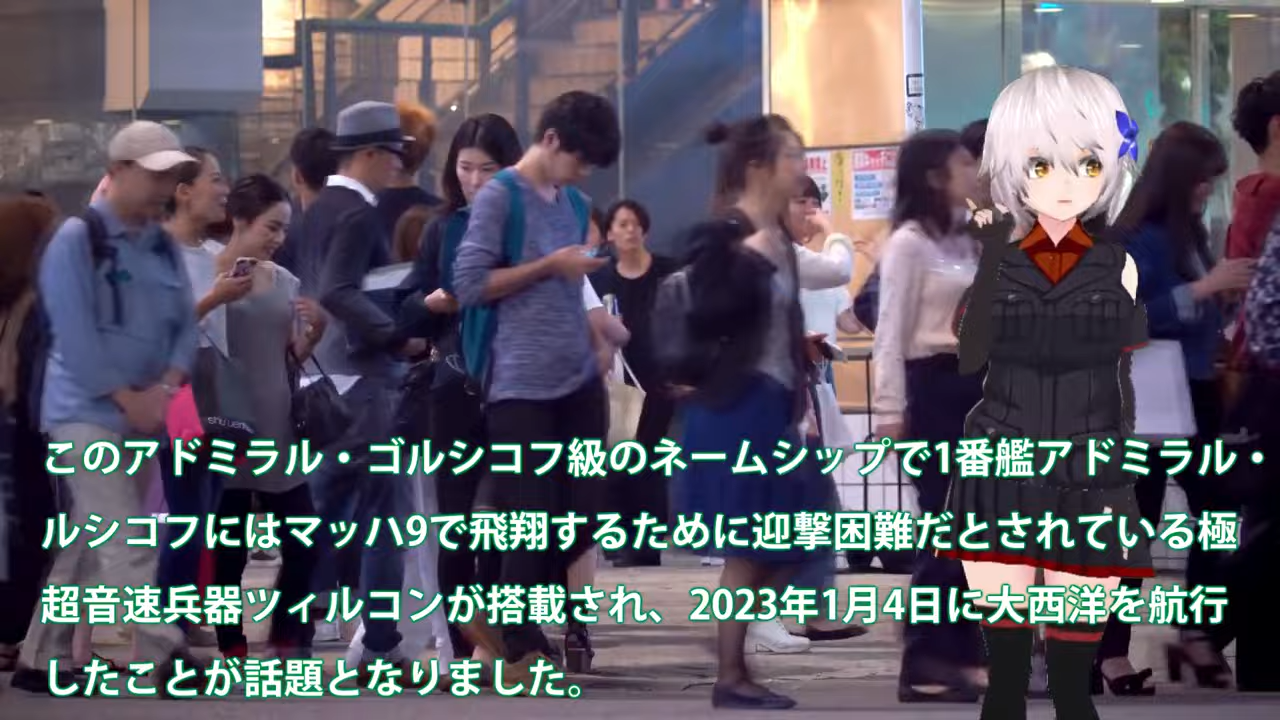 このアドミラル・ゴルシコフ級のネームシップで1番艦アドミラル・
ルシコフにはマッハ9で飛翔するために迎撃困難だとされている極
超音速兵器ツィルコンが搭載され、2023年1月4日に大西洋を航行
したことが話題となりました。